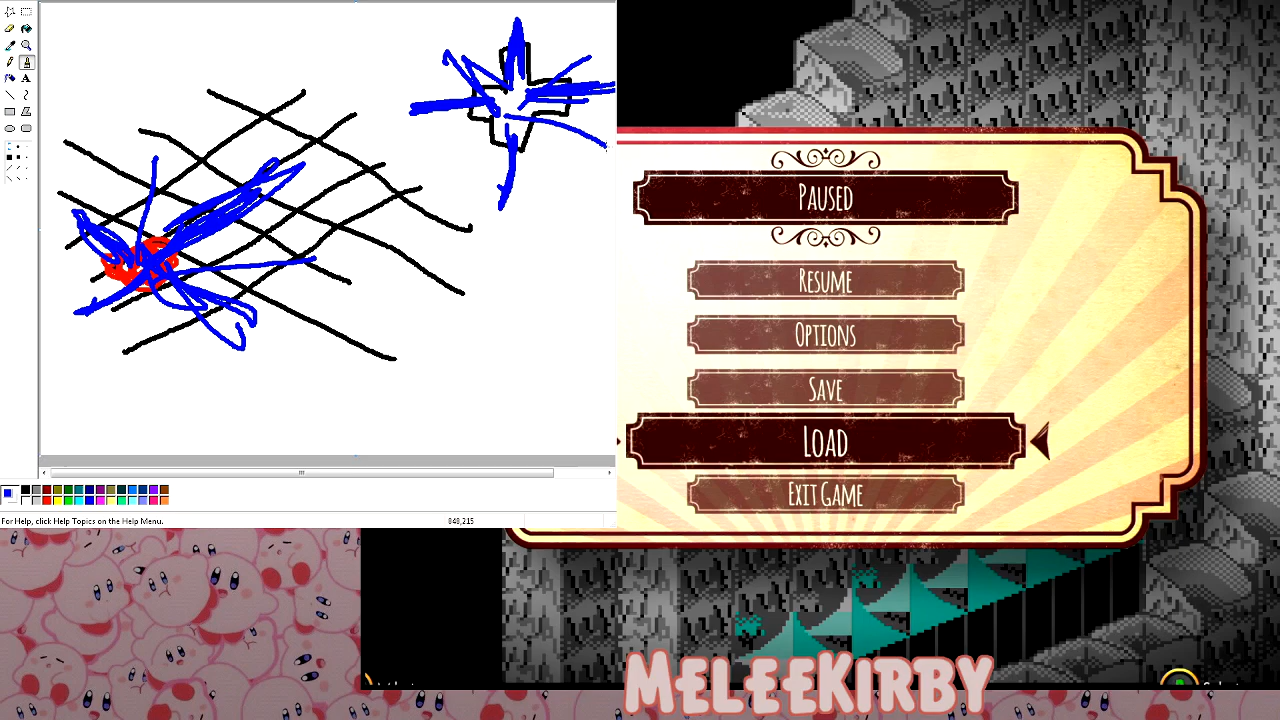 PAUSED
RESUME
OPTIONS
SAVE
LOAD
EXIT GAME
For Help, click Help Topics on the Help Menu.
840,215
MELEEKIRBY